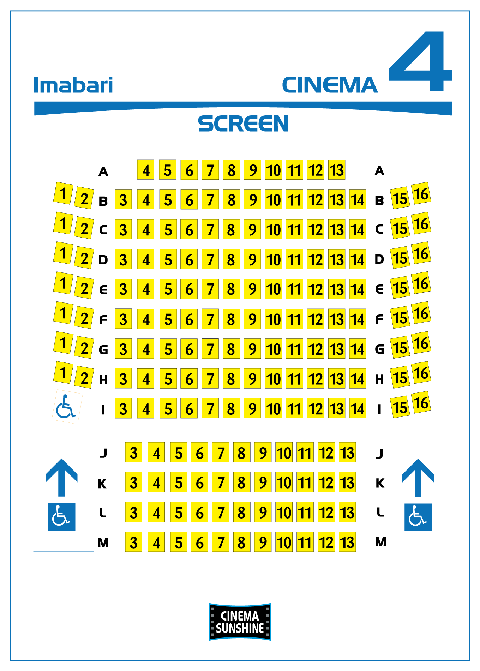 4
Imabari CINEMA
SCREEN
A 4 5 6 7 8 9 10 11 12 13 A
1 2 B 3 4 5 6 7 8 9 10 11 12 13 14 B 15 16
1 2 C 3 4 5 6 7 8 9 10 11 12 13 14 C 15 16
1 2 D 3 4 5 6 7 8 9 10 11 12 13 14 D 15 16
1 2 E 3 4 5 6 7 8 9 10 11 12 13 14 E 15 16
1 2 F 3 4 5 6 7 8 9 10 11 12 13 14 F 15 16
1 2 G 3 4 5 6 7 8 9 10 11 12 13 14 G 15 16
1 2 H 3 4 5 6 7 8 9 10 11 12 13 14 H 15 16
I 3 4 5 6 7 8 9 10 11 12 13 14 I 15 16
J 3 4 5 6 7 8 9 10 11 12 13 J
K 3 4 5 6 7 8 9 10 11 12 13 K
L 3 4 5 6 7 8 9 10 11 12 13 L
M 3 4 5 6 7 8 9 10 11 12 13 M
CINEMA
SUNSHINE